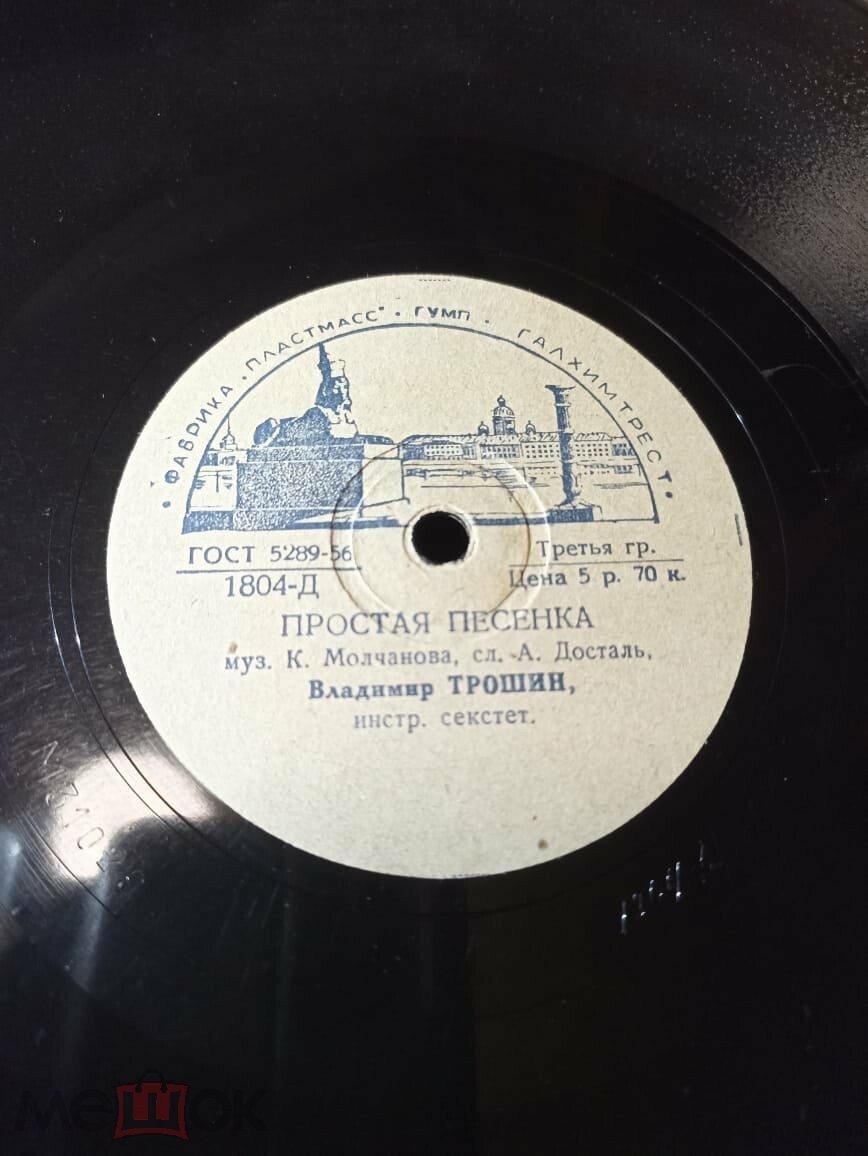 • ФАБРИКА „ПЛАСТМАСС" • ГУМП • ГАЛХИМТРЕСТ •
ГОСТ 5289-56
1804-Д
Третья гр.
Цена 5 р. 70 к.
ПРОСТАЯ ПЕСЕНКА
муз. К. Молчанова, сл. А. Досталь,
Владимир ТРОШИН,
инстр. секстет.
мешок